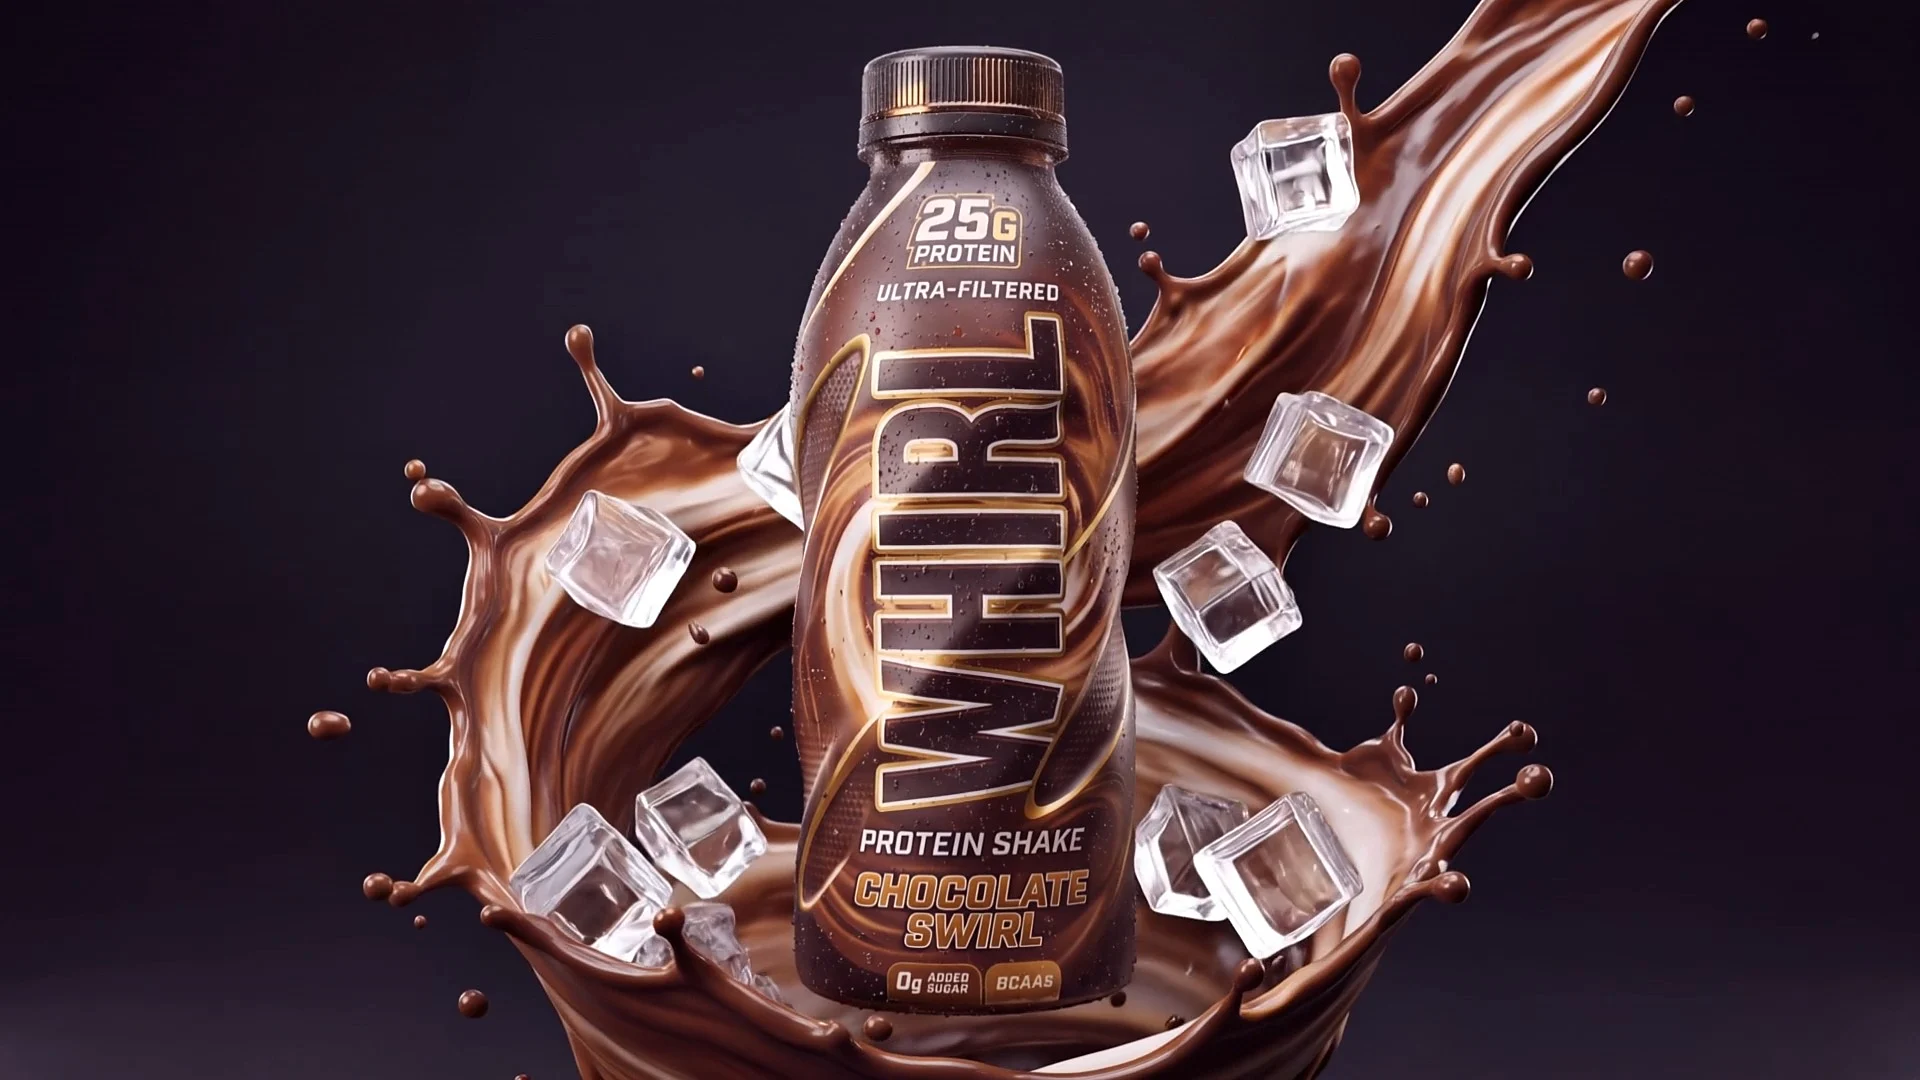 25G
PROTEIN
ULTRA-FILTERED
WHIRL
PROTEIN SHAKE
CHOCOLATE
SWIRL
0g ADDED SUGAR
BCAAS